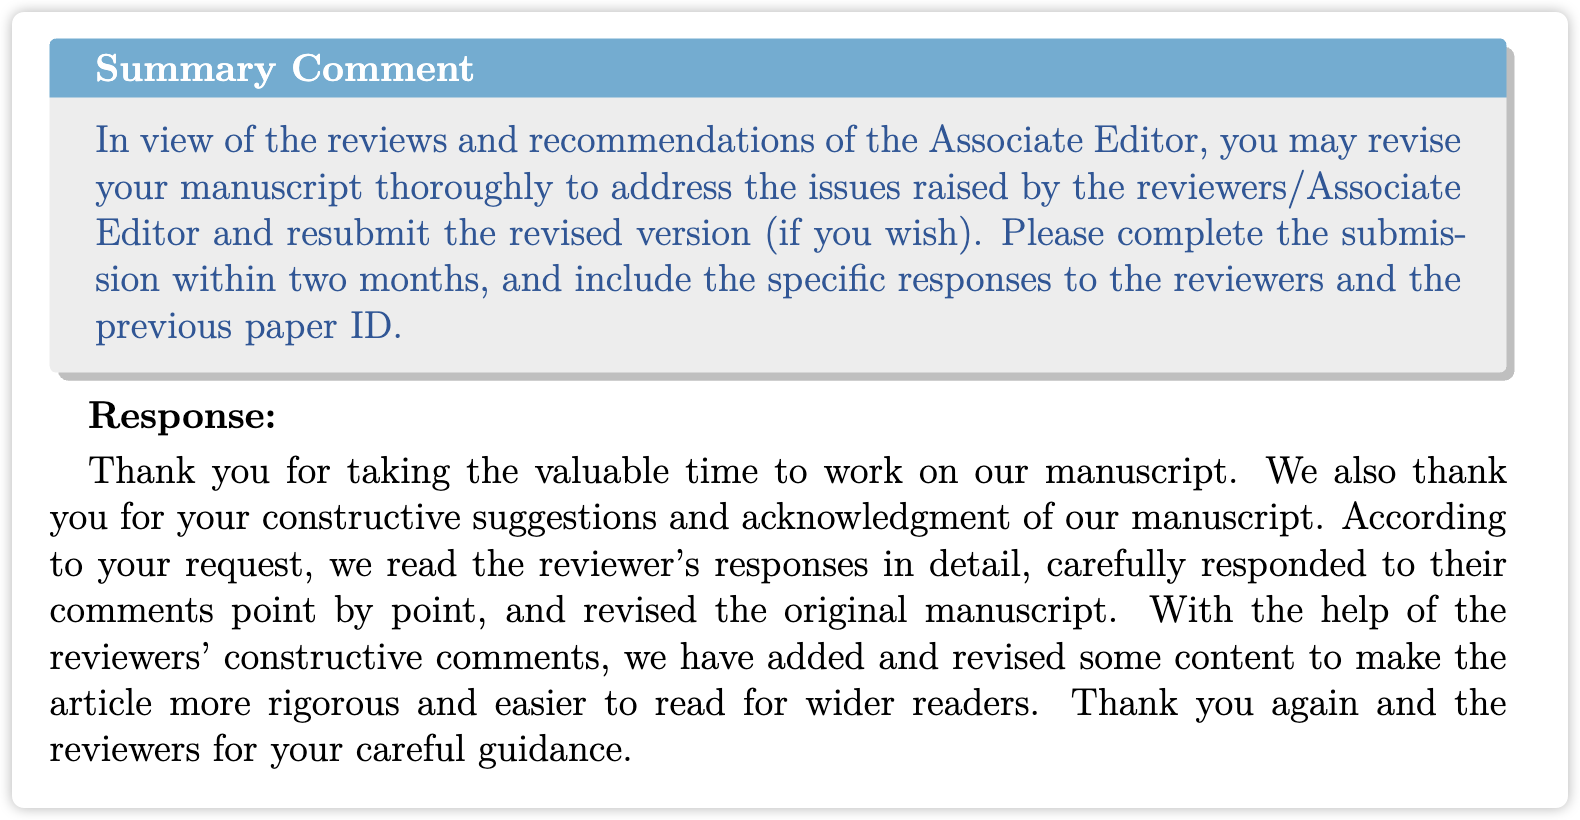 Summary Comment
In view of the reviews and recommendations of the Associate Editor, you may revise
your manuscript thoroughly to address the issues raised by the reviewers/Associate
Editor and resubmit the revised version (if you wish). Please complete the submis-
sion within two months, and include the specific responses to the reviewers and the
previous paper ID.
Response:
Thank you for taking the valuable time to work on our manuscript. We also thank
you for your constructive suggestions and acknowledgment of our manuscript. According
to your request, we read the reviewer's responses in detail, carefully responded to their
comments point by point, and revised the original manuscript. With the help of the
reviewers' constructive comments, we have added and revised some content to make the
article more rigorous and easier to read for wider readers. Thank you again and the
reviewers for your careful guidance.